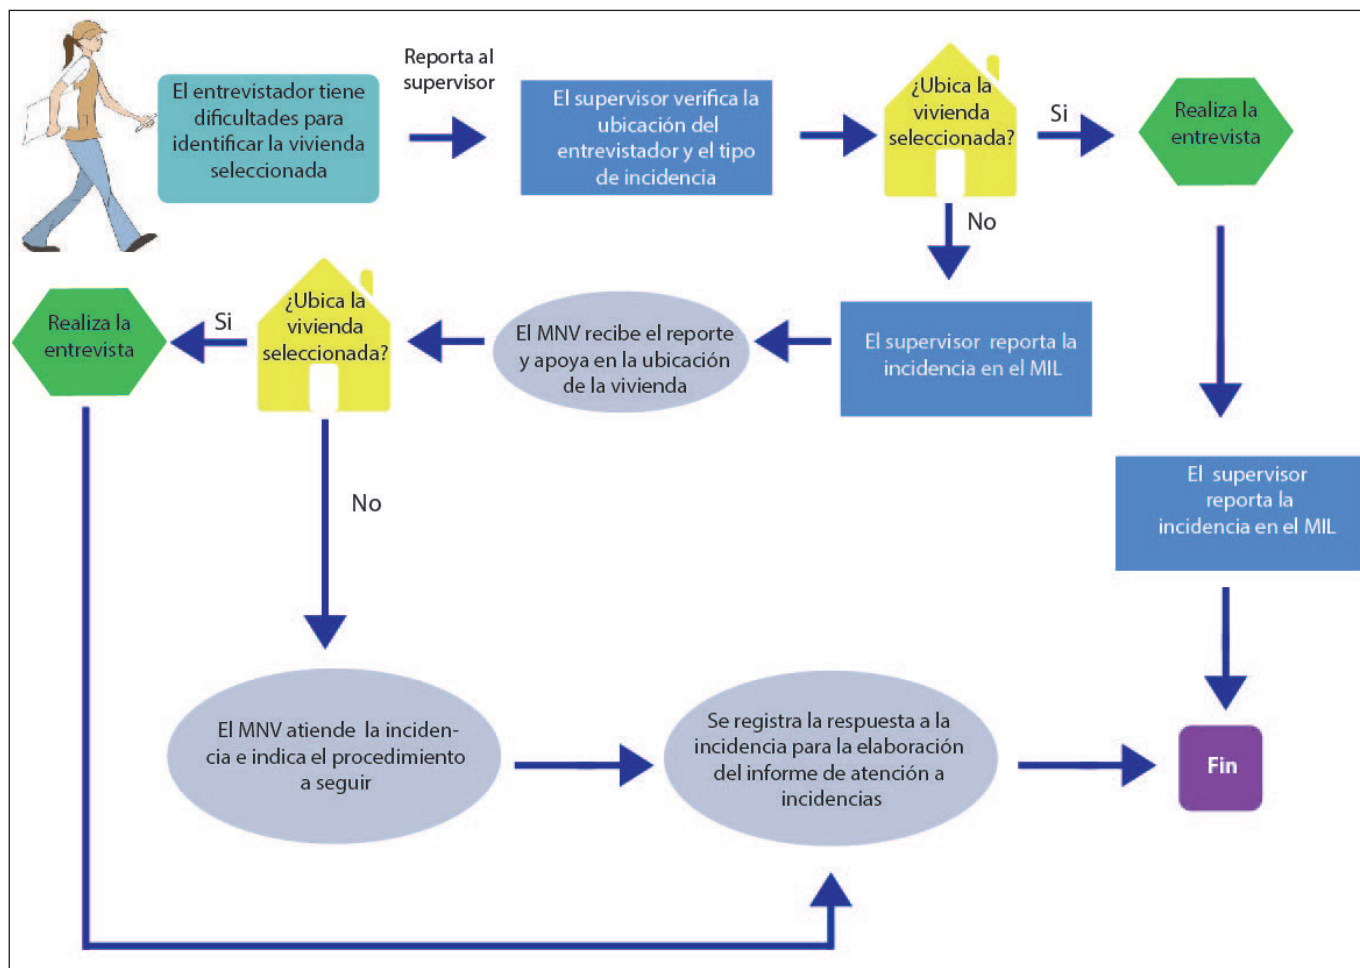 El entrevistador tiene
dificultades para
identificar la vivienda
seleccionada
Reporta al
supervisor
El supervisor verifica la
ubicación del
entrevistador y el tipo
de incidencia
¿Ubica la
vivienda
seleccionada?
Si
Realiza la
entrevista
No
El supervisor reporta la
incidencia en el MIL
El MNV recibe el reporte
y apoya en la ubicación
de la vivienda
¿Ubica la
vivienda
seleccionada?
Si
Realiza la
entrevista
No
El supervisor
reporta la
incidencia en el MIL
El MNV atiende la inciden-
cia e indica el procedimiento
a seguir
Se registra la respuesta a la
incidencia para la elaboración
del informe de atención a
incidencias
Fin